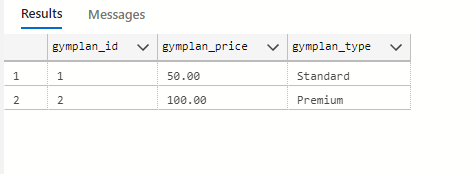 Results Messages
gymplan_id gymplan_price gymplan_type
1 1 50.00 Standard
2 2 100.00 Premium